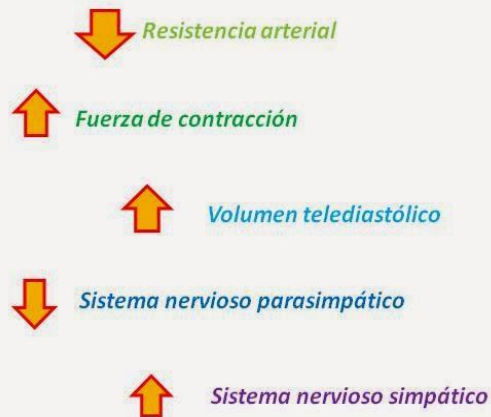 Resistencia arterial
Fuerza de contracción
Volumen telediastólico
Sistema nervioso parasimpático
Sistema nervioso simpático